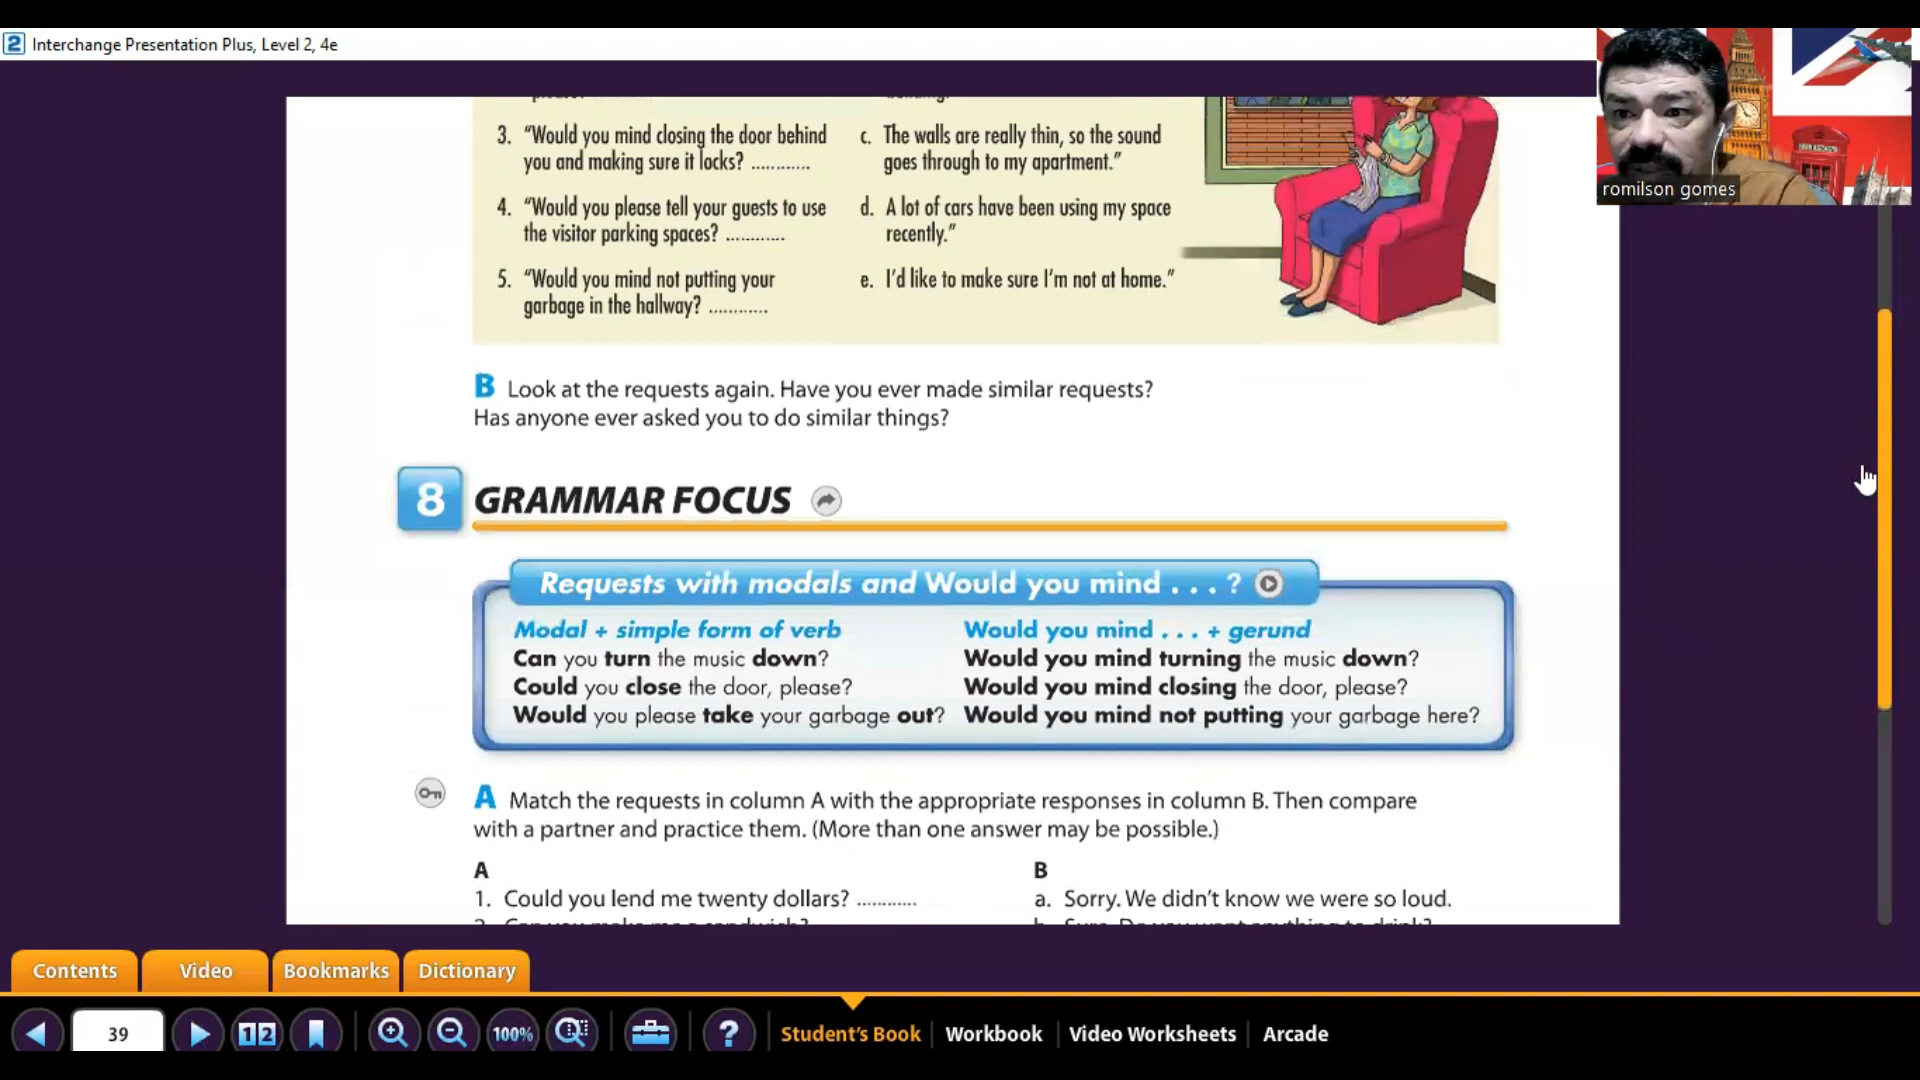 Interchange Presentation Plus, Level 2, 4e
romilson gomes
3. “Would you mind closing the door behind
you and making sure it locks? ............
c. The walls are really thin, so the sound
goes through to my apartment.”
4. “Would you please tell your guests to use
the visitor parking spaces? ............
d. A lot of cars have been using my space
recently.”
5. “Would you mind not putting your
garbage in the hallway? ............
e. I’d like to make sure I’m not at home.”
B Look at the requests again. Have you ever made similar requests?
Has anyone ever asked you to do similar things?
8 GRAMMAR FOCUS
Requests with modals and Would you mind . . . ?
Modal + simple form of verb
Can you turn the music down?
Could you close the door, please?
Would you please take your garbage out?
Would you mind . . . + gerund
Would you mind turning the music down?
Would you mind closing the door, please?
Would you mind not putting your garbage here?
A Match the requests in column A with the appropriate responses in column B. Then compare
with a partner and practice them. (More than one answer may be possible.)
A
1. Could you lend me twenty dollars? ............
B
a. Sorry. We didn’t know we were so loud.
Contents
Video
Bookmarks
Dictionary
39
1 2
100%
?
Student’s Book
Workbook
Video Worksheets
Arcade